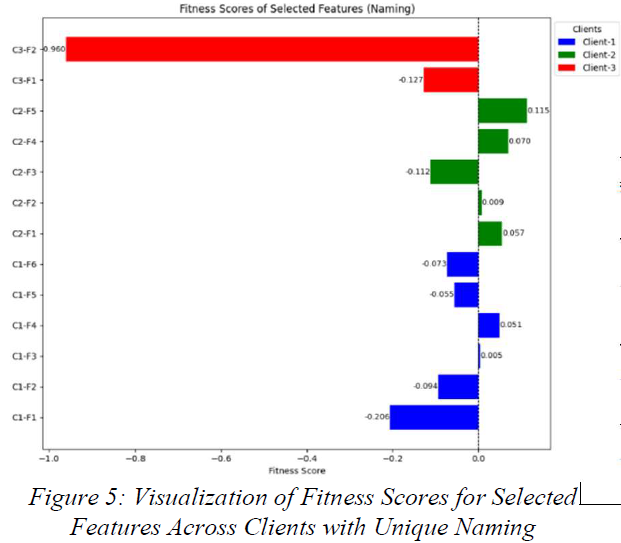 Fitness Scores of Selected Features (Naming)
Clients
Client-1
Client-2
Client-3
C3-F2 -0.960
C3-F1 -0.127
C2-F5 0.115
C2-F4 0.070
C2-F3 -0.112
C2-F2 0.009
C2-F1 0.057
C1-F6 -0.073
C1-F5 -0.055
C1-F4 0.051
C1-F3 0.005
C1-F2 -0.094
C1-F1 -0.206
−1.0 −0.8 −0.6 −0.4 −0.2 0.0
Fitness Score
Figure 5: Visualization of Fitness Scores for Selected
Features Across Clients with Unique Naming